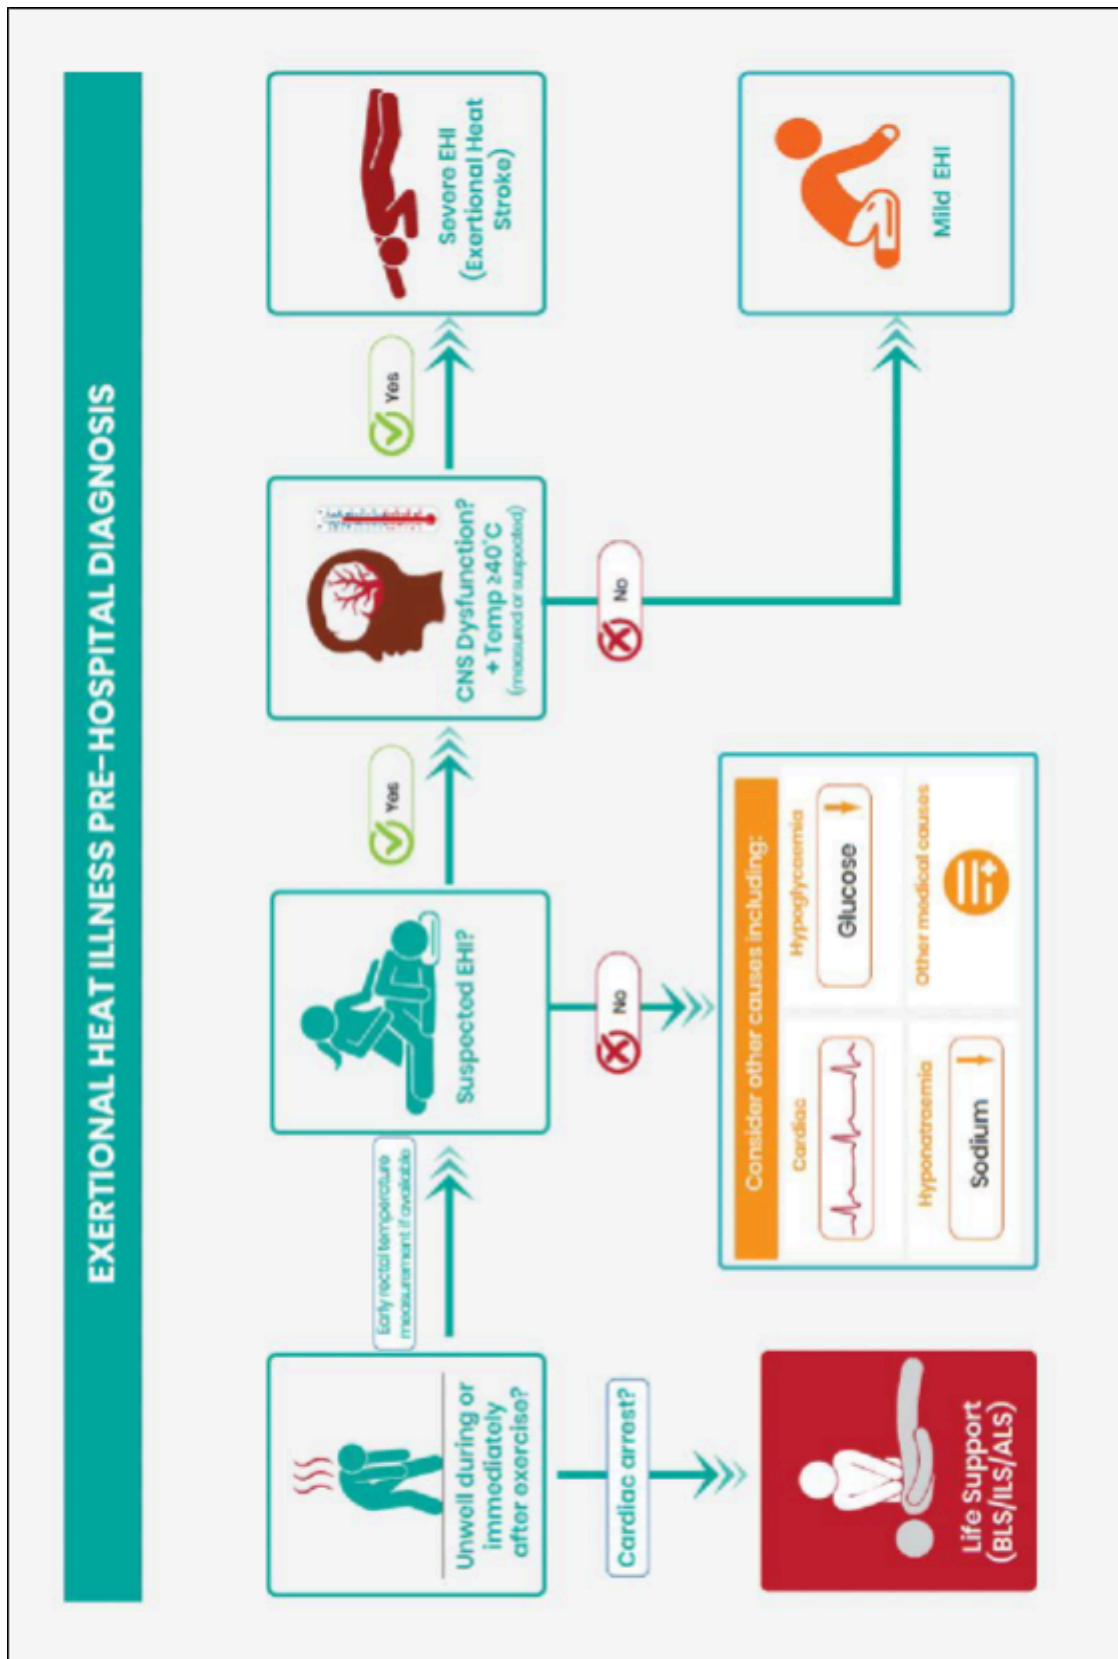 EXERTIONAL HEAT ILLNESS PRE-HOSPITAL DIAGNOSIS
Unwell during or
immediately
after exercise?
Early rectal temperature
measurement if available
Suspected EHI?
Yes
CNS Dysfunction?
+ Temp ≥40°C
(measured or suspected)
Yes
Severe EHI
(Exertional Heat
Stroke)
Cardiac arrest?
Life Support
(BLS/ILS/ALS)
No
Consider other causes including:
Cardiac
Hypoglycaemia
Glucose
Hyponatraemia
Sodium
Other medical causes
No
Mild EHI